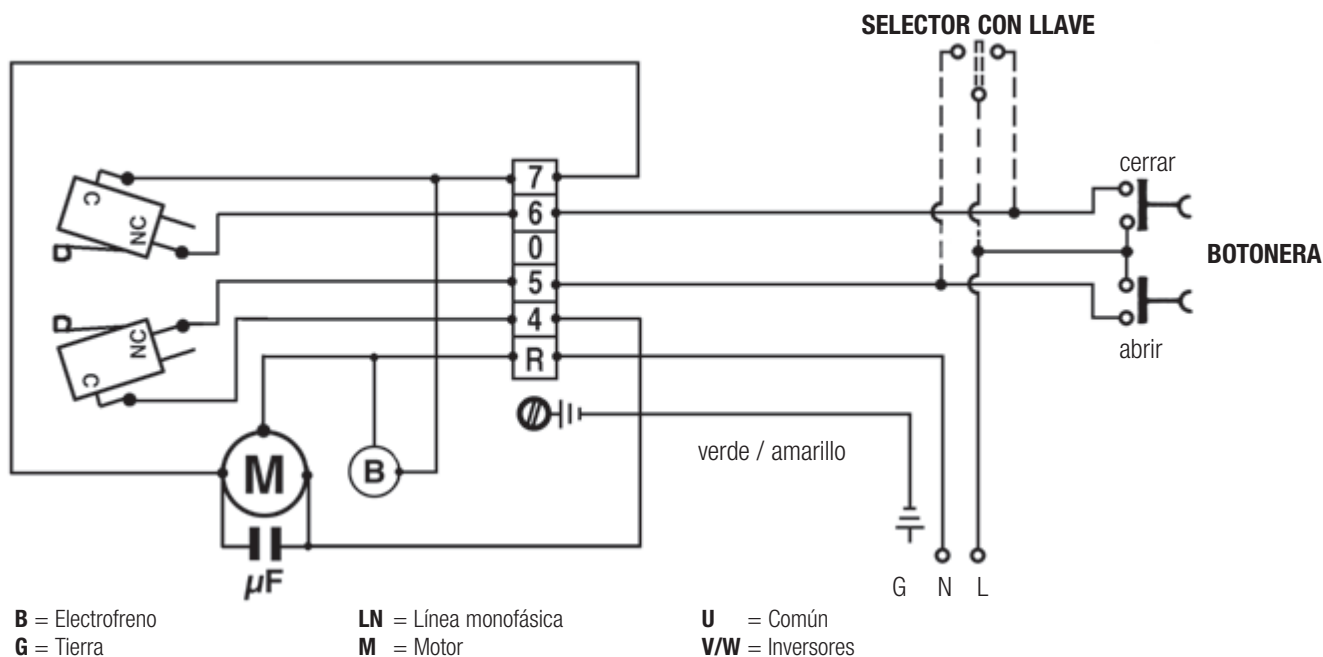 SELECTOR CON LLAVE
cerrar
BOTONERA
abrir
7
6
0
5
4
R
C
NC
NC
C
M
B
µF
verde / amarillo
G N L
B = Electrofreno
G = Tierra
LN = Línea monofásica
M = Motor
U = Común
V/W = Inversores